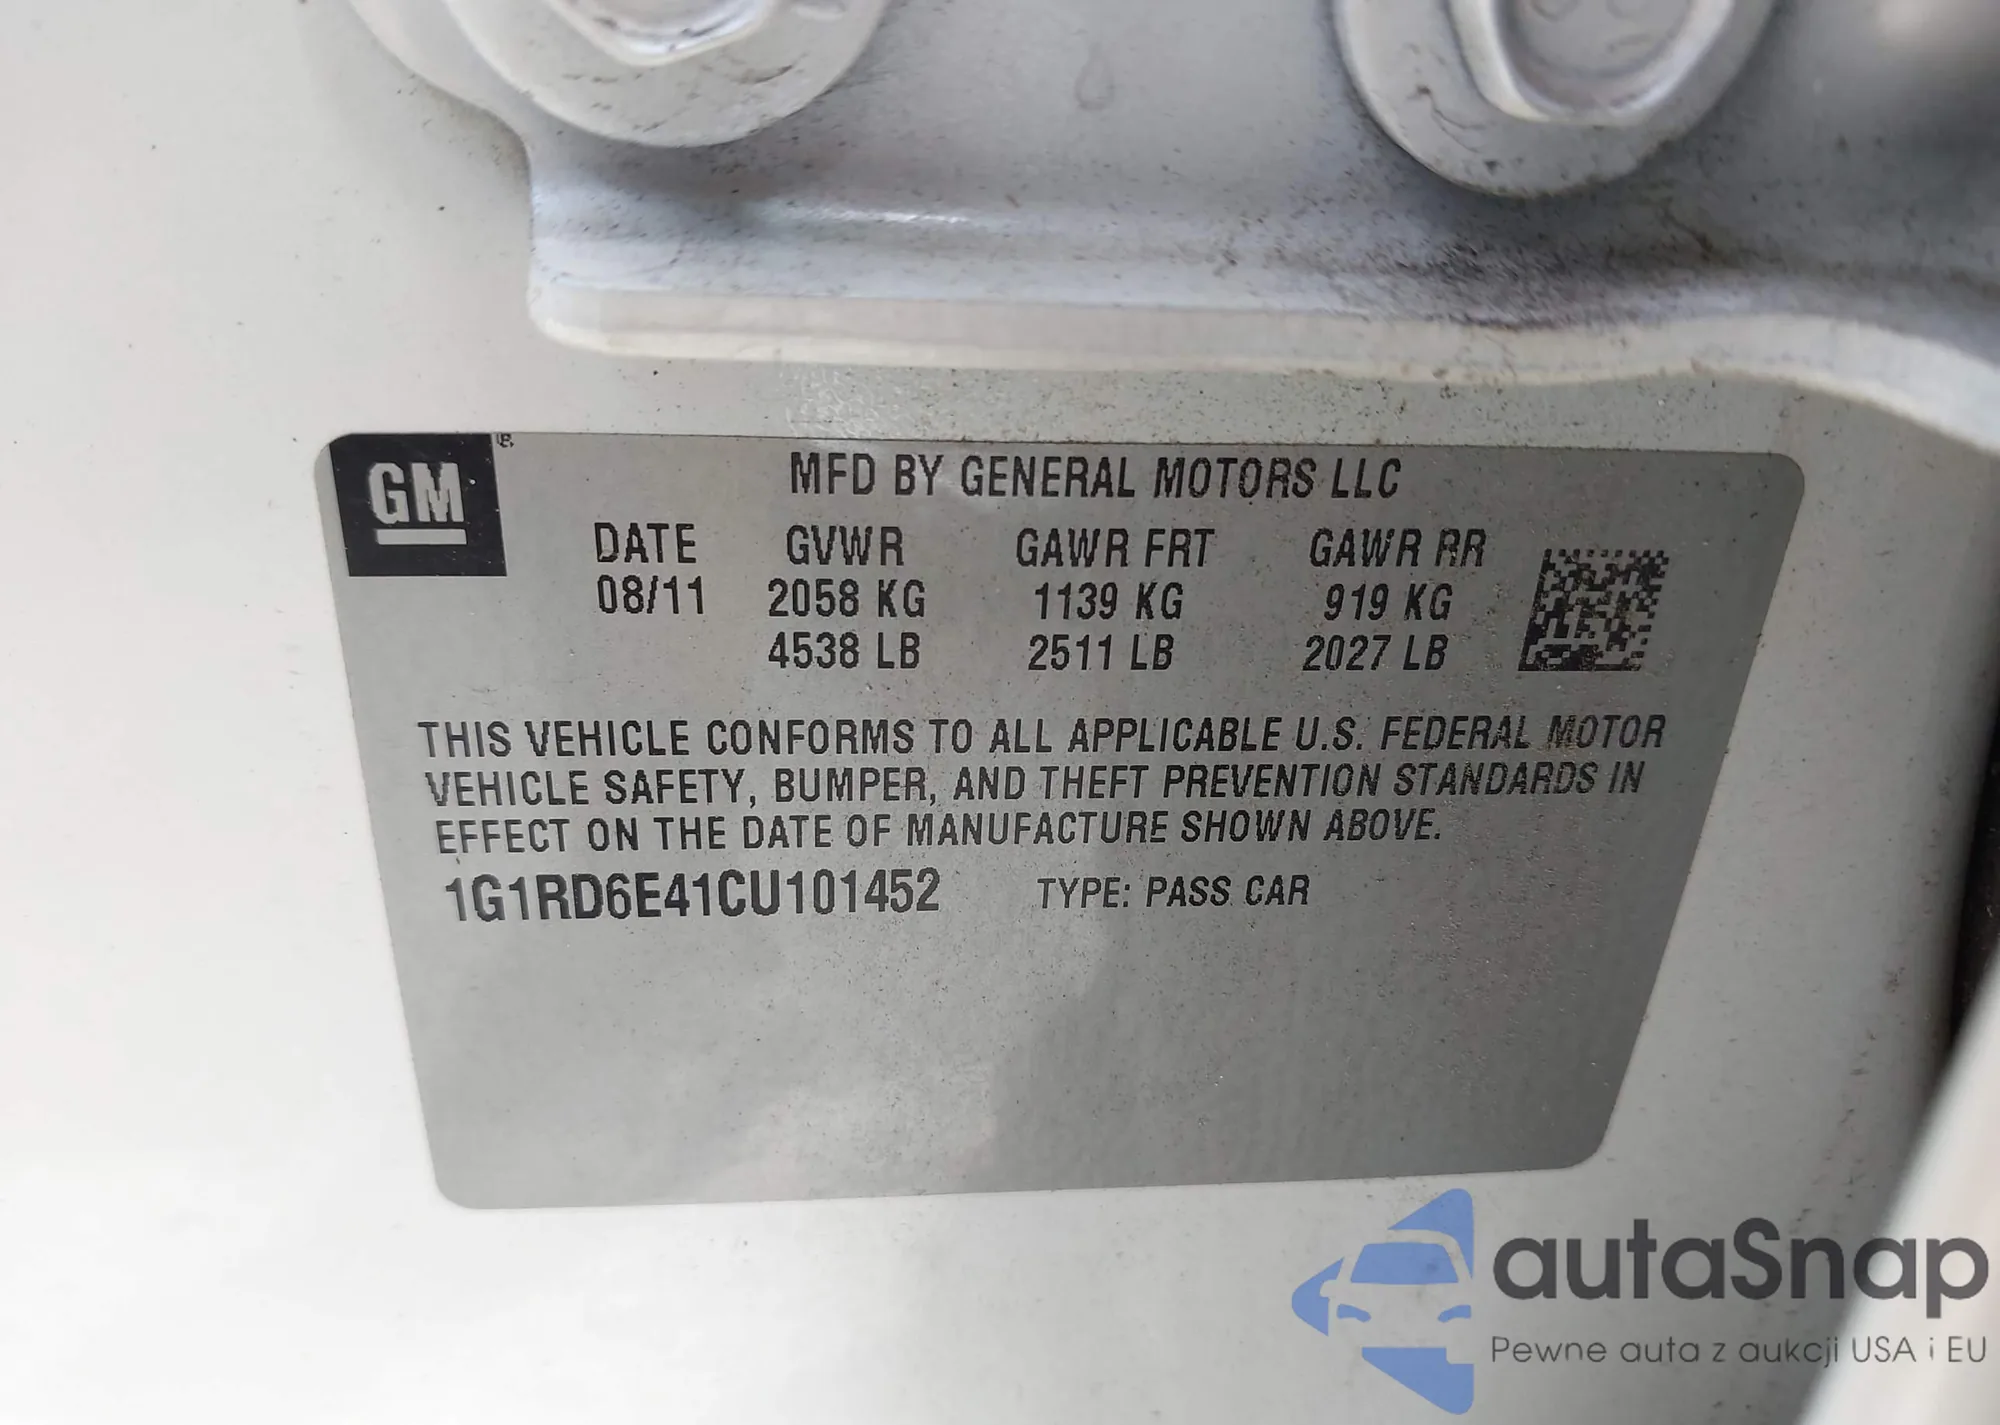 GM ®
MFD BY GENERAL MOTORS LLC
DATE GVWR GAWR FRT GAWR RR
08/11 2058 KG 1139 KG 919 KG
4538 LB 2511 LB 2027 LB
THIS VEHICLE CONFORMS TO ALL APPLICABLE U.S. FEDERAL MOTOR
VEHICLE SAFETY, BUMPER, AND THEFT PREVENTION STANDARDS IN
EFFECT ON THE DATE OF MANUFACTURE SHOWN ABOVE.
1G1RD6E41CU101452 TYPE: PASS CAR
autaSnap
Pewne auta z aukcji USA i EU